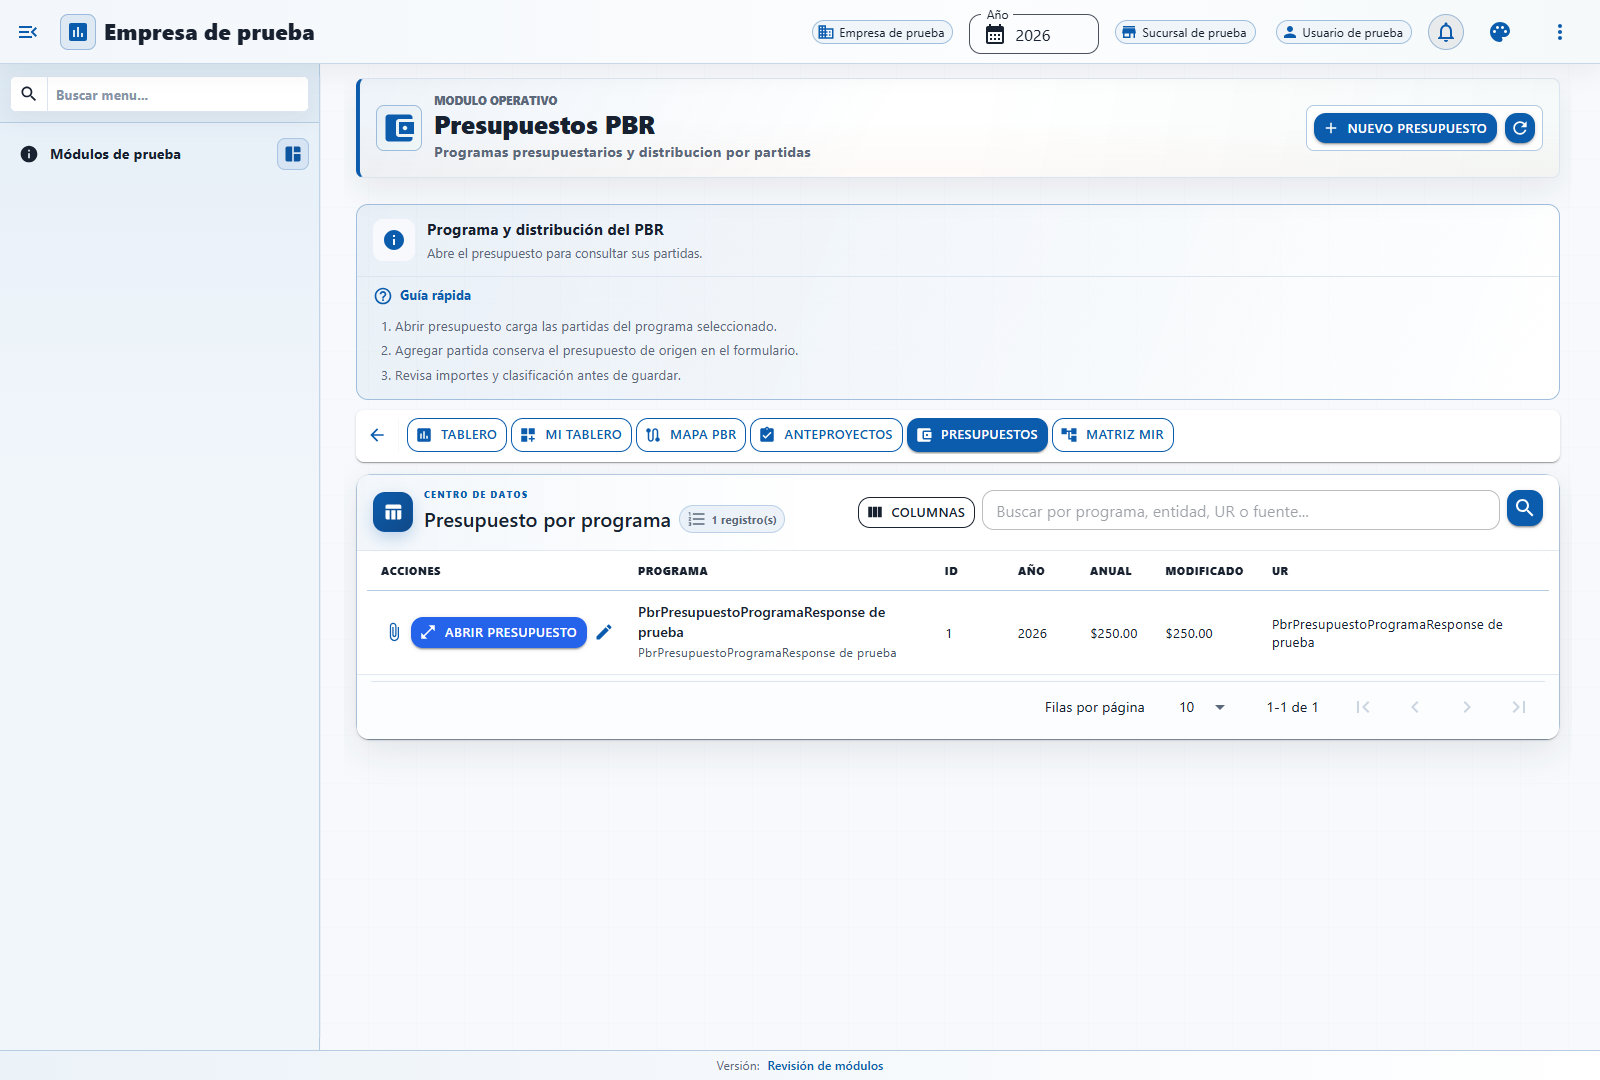 Empresa de prueba
Empresa de prueba
Año
2026
Sucursal de prueba
Usuario de prueba
Buscar menu...
Módulos de prueba
MODULO OPERATIVO
Presupuestos PBR
Programas presupuestarios y distribucion por partidas
NUEVO PRESUPUESTO
Programa y distribución del PBR
Abre el presupuesto para consultar sus partidas.
Guía rápida
1. Abrir presupuesto carga las partidas del programa seleccionado.
2. Agregar partida conserva el presupuesto de origen en el formulario.
3. Revisa importes y clasificación antes de guardar.
TABLERO
MI TABLERO
MAPA PBR
ANTEPROYECTOS
PRESUPUESTOS
MATRIZ MIR
CENTRO DE DATOS
Presupuesto por programa
1 registro(s)
COLUMNAS
Buscar por programa, entidad, UR o fuente...
ACCIONES PROGRAMA ID AÑO ANUAL MODIFICADO UR
ABRIR PRESUPUESTO
PbrPresupuestoProgramaResponse de
prueba
PbrPresupuestoProgramaResponse de prueba
1
2026
$250.00
$250.00
PbrPresupuestoProgramaResponse de
prueba
Filas por página 10 1-1 de 1
Versión: Revisión de módulos